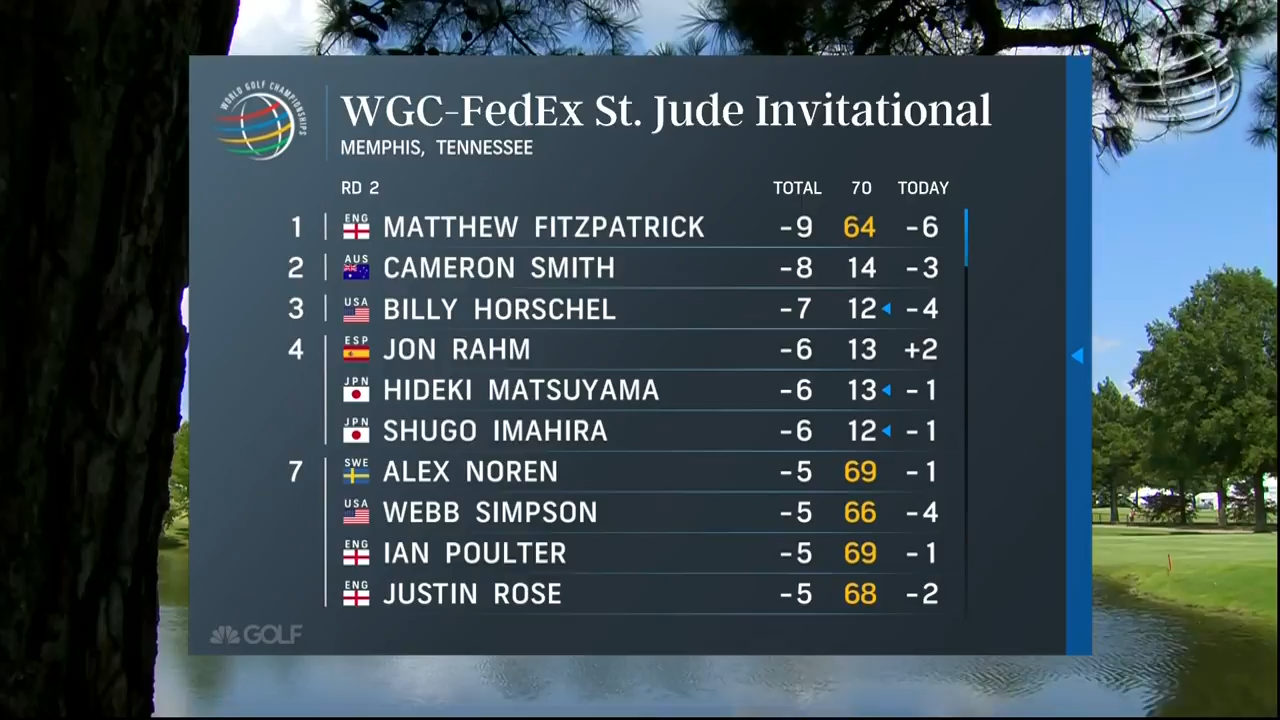 WORLD GOLF CHAMPIONSHIPS
WGC-FedEx St. Jude Invitational
MEMPHIS, TENNESSEE
RD 2 TOTAL 70 TODAY
1 ENG MATTHEW FITZPATRICK -9 64 -6
2 AUS CAMERON SMITH -8 14 -3
3 USA BILLY HORSCHEL -7 12 -4
4 ESP JON RAHM -6 13 +2
JPN HIDEKI MATSUYAMA -6 13 -1
JPN SHUGO IMAHIRA -6 12 -1
7 SWE ALEX NOREN -5 69 -1
USA WEBB SIMPSON -5 66 -4
ENG IAN POULTER -5 69 -1
ENG JUSTIN ROSE -5 68 -2
GOLF